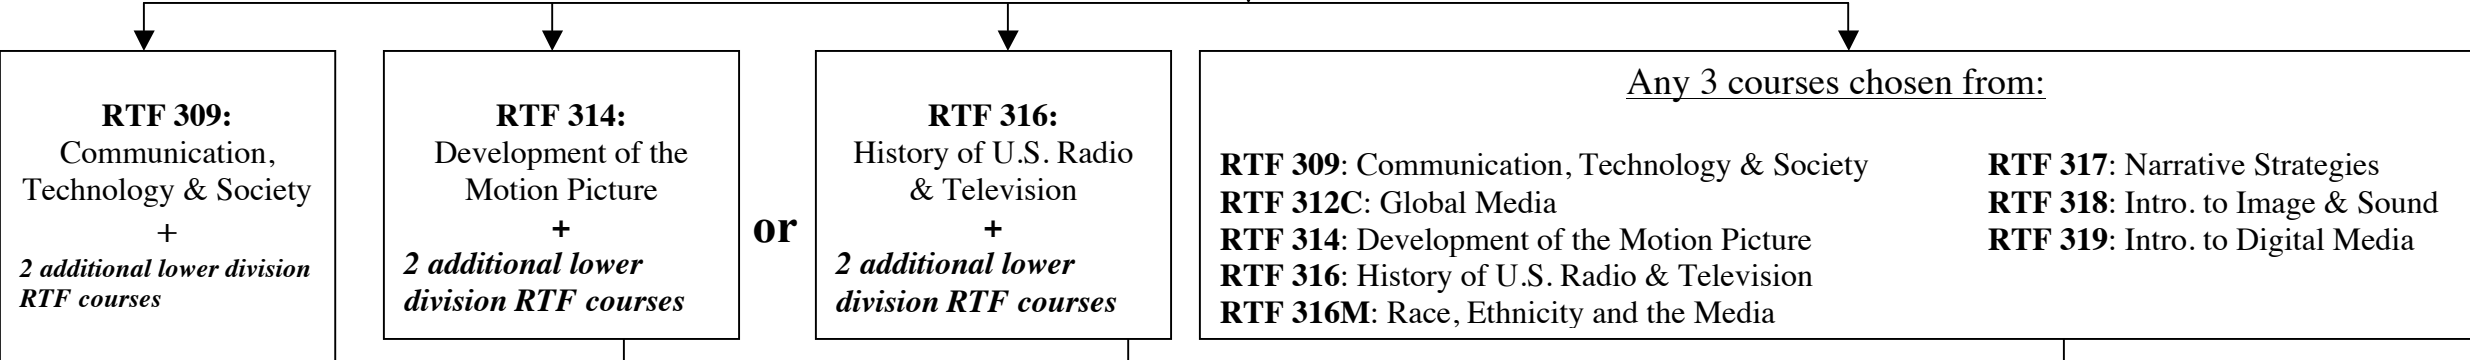 RTF 309:
Communication,
Technology & Society
+
2 additional lower division
RTF courses
RTF 314:
Development of the
Motion Picture
+
2 additional lower
division RTF courses
or
RTF 316:
History of U.S. Radio
& Television
+
2 additional lower
division RTF courses
Any 3 courses chosen from:
RTF 309: Communication, Technology & Society
RTF 312C: Global Media
RTF 314: Development of the Motion Picture
RTF 316: History of U.S. Radio & Television
RTF 316M: Race, Ethnicity and the Media
RTF 317: Narrative Strategies
RTF 318: Intro. to Image & Sound
RTF 319: Intro. to Digital Media